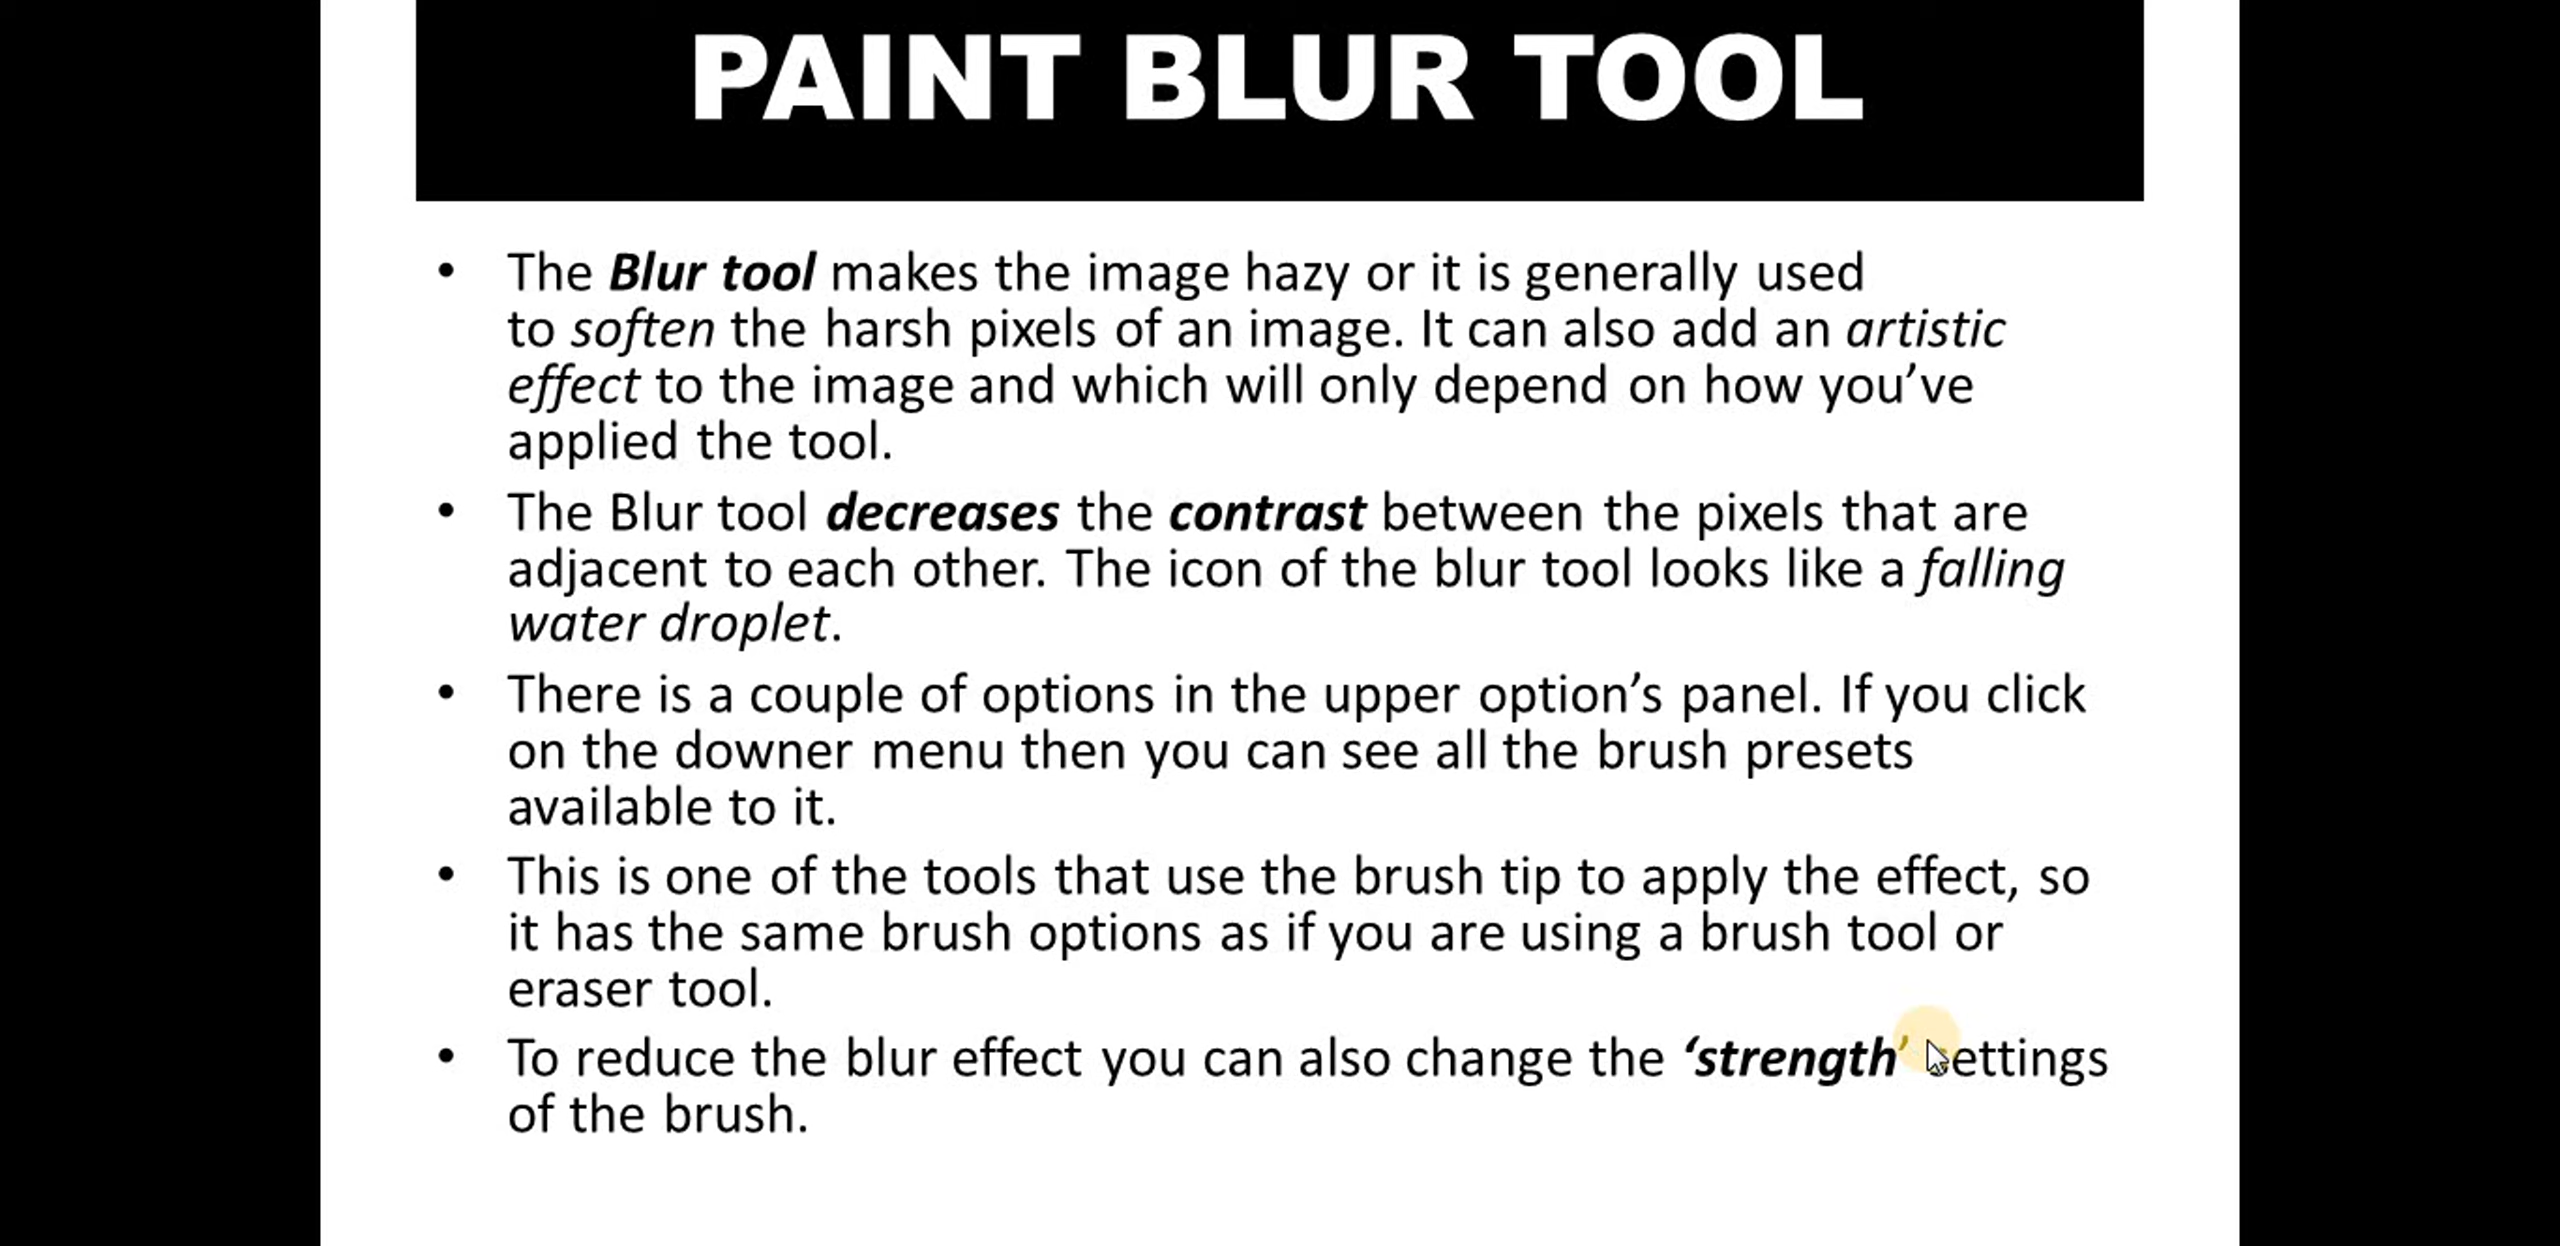 PAINT BLUR TOOL
• The Blur tool makes the image hazy or it is generally used
to soften the harsh pixels of an image. It can also add an artistic
effect to the image and which will only depend on how you’ve
applied the tool.
• The Blur tool decreases the contrast between the pixels that are
adjacent to each other. The icon of the blur tool looks like a falling
water droplet.
• There is a couple of options in the upper option’s panel. If you click
on the downer menu then you can see all the brush presets
available to it.
• This is one of the tools that use the brush tip to apply the effect, so
it has the same brush options as if you are using a brush tool or
eraser tool.
• To reduce the blur effect you can also change the ‘strength’ settings
of the brush.